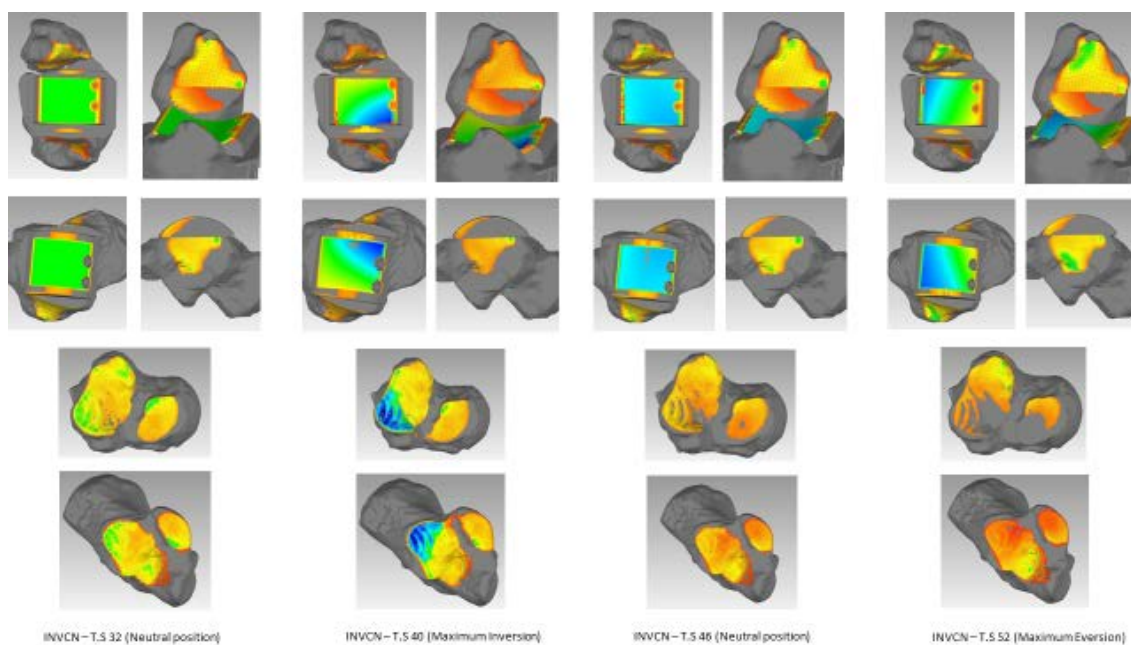 INVCN – T.S 32 (Neutral position)
INVCN – T.S 40 (Maximum Inversion)
INVCN – T.S 46 (Neutral position)
INVCN – T.S 52 (Maximum Eversion)